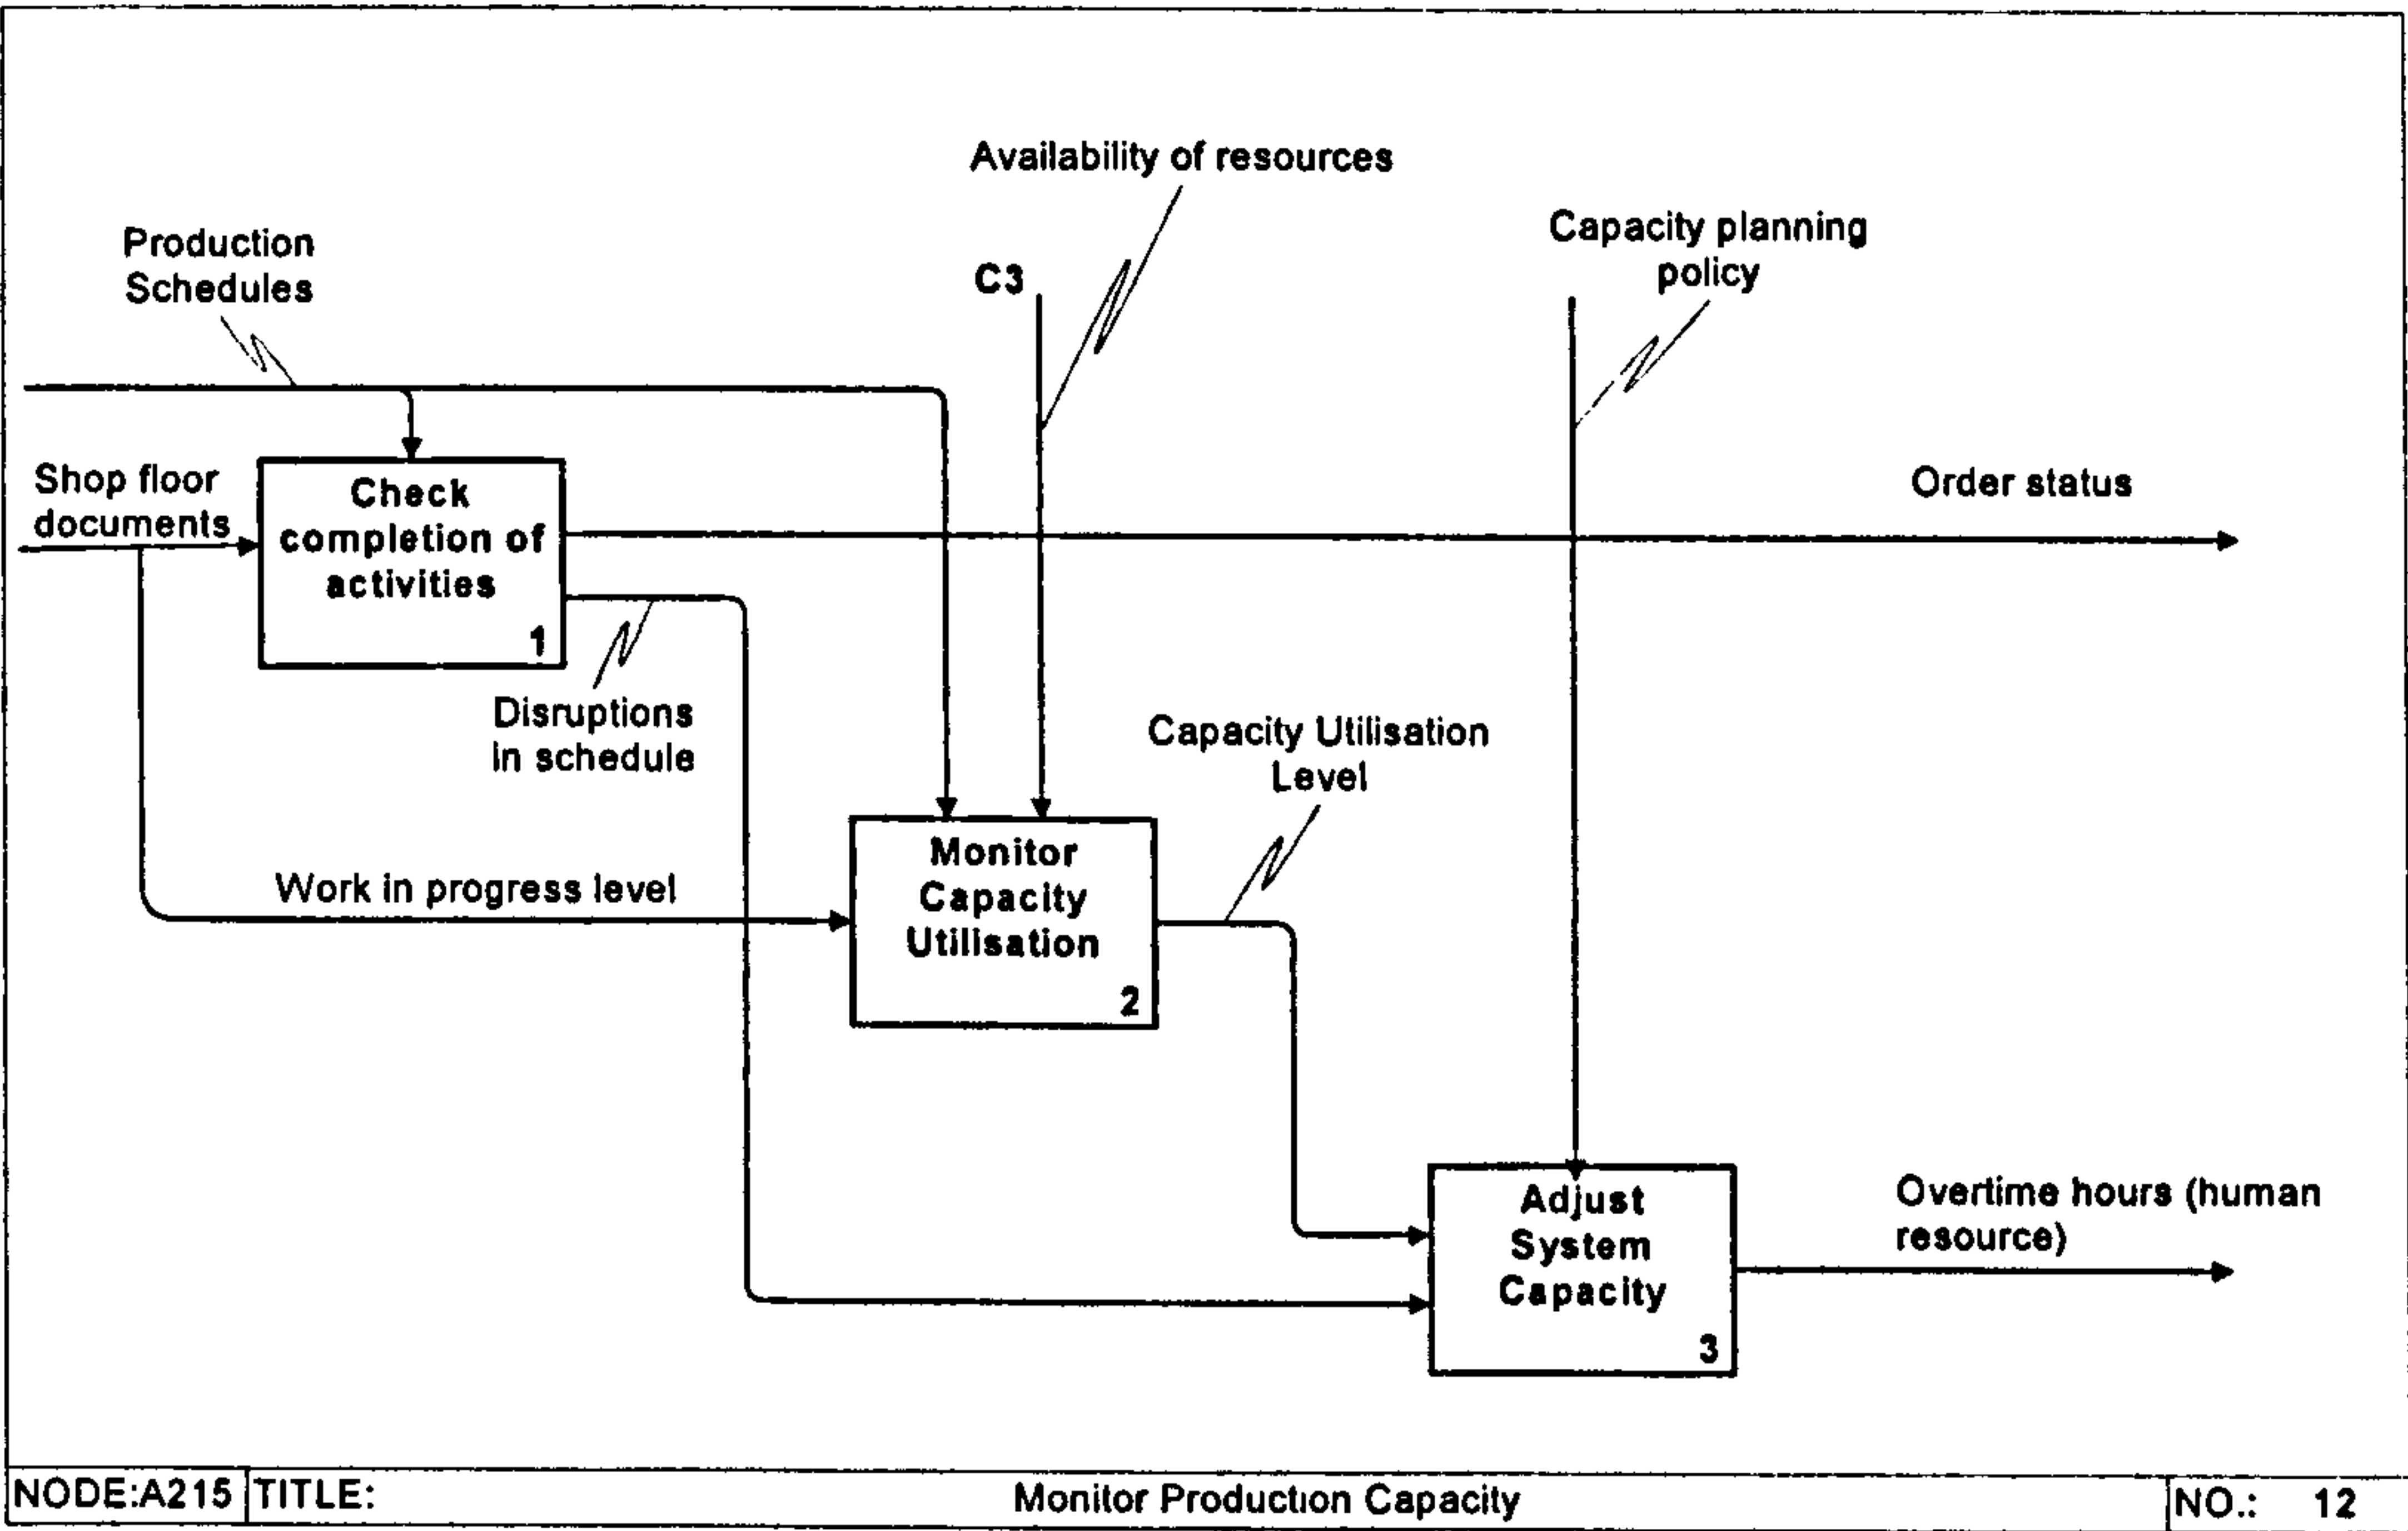 Availability of resources
Production
Schedules
C3
Capacity planning
policy
Shop floor
documents
Check
completion of
activities
1
Order status
Disruptions
in schedule
Capacity Utilisation
Level
Work in progress level
Monitor
Capacity
Utilisation
2
Adjust
System
Capacity
3
Overtime hours (human
resource)
NODE:A215
TITLE:
Monitor Production Capacity
NO.: 12